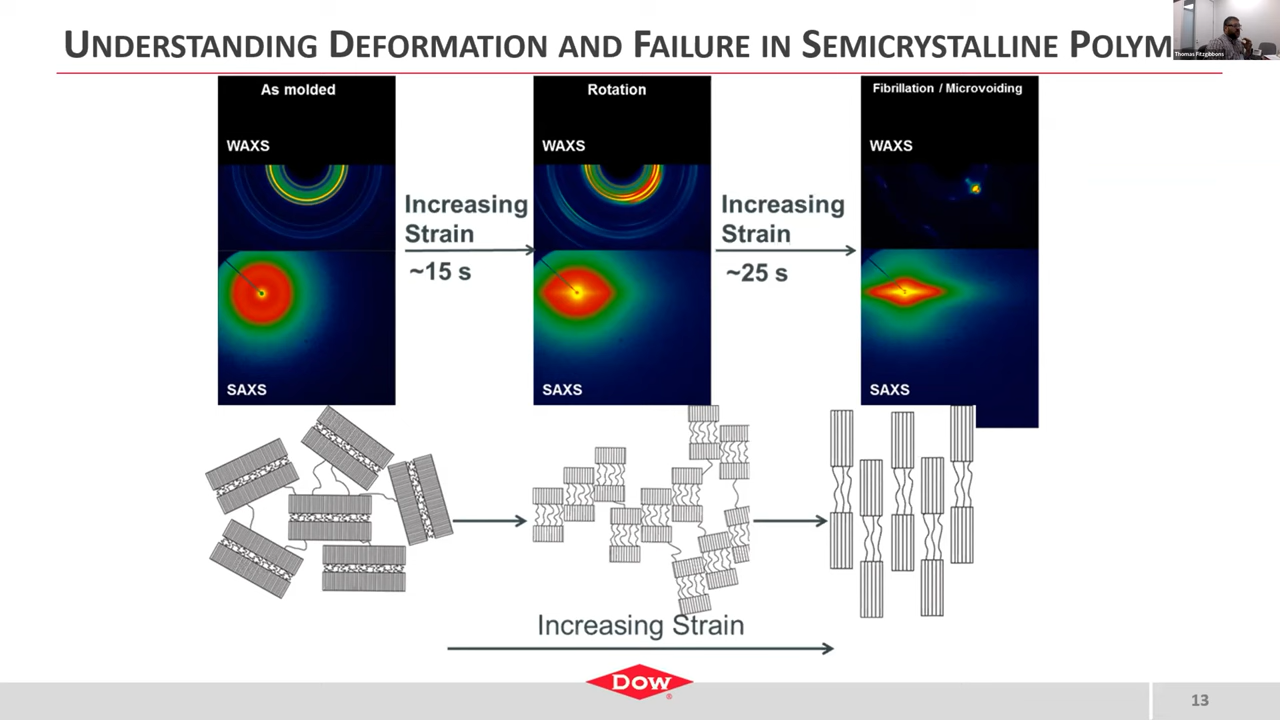 UNDERSTANDING DEFORMATION AND FAILURE IN SEMICRYSTALLINE POLYM
Thomas Fitzgibbons
As molded
WAXS
SAXS
Increasing
Strain
~15 s
Rotation
WAXS
SAXS
Increasing
Strain
~25 s
Fibrillation / Microvoiding
WAXS
SAXS
Increasing Strain
DOW
®
13